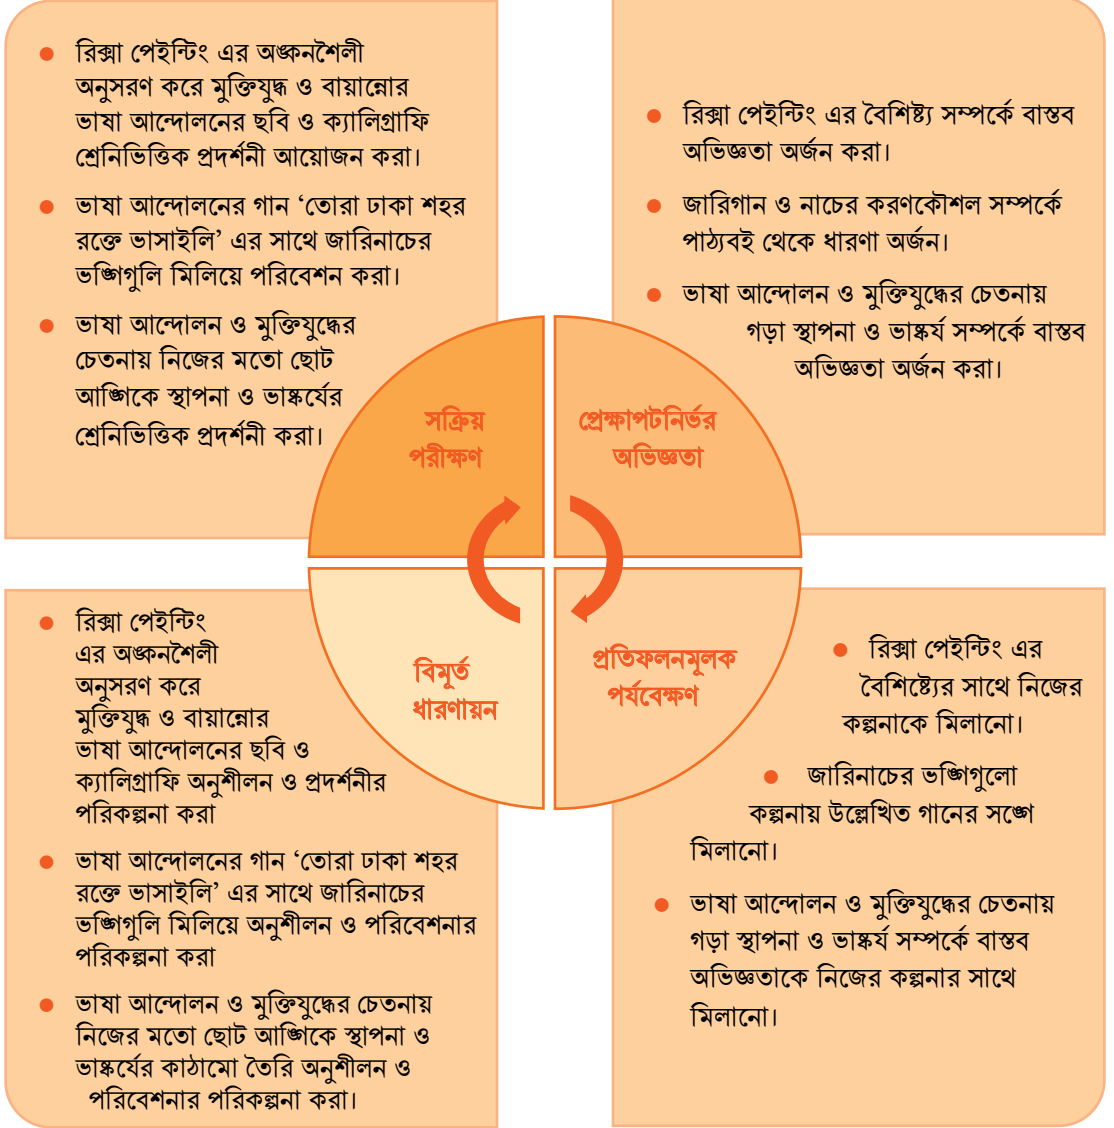 রিক্সা পেইন্টিং এর অঙ্কনশৈলী
অনুসরণ করে মুক্তিযুদ্ধ ও বায়ান্নোর
ভাষা আন্দোলনের ছবি ও ক্যালিগ্রাফি
শ্রেনিভিত্তিক প্রদর্শনী আয়োজন করা।
ভাষা আন্দোলনের গান ‘তোরা ঢাকা শহর
রক্তে ভাসাইলি’ এর সাথে জারিনাচের
ভঙ্গিগুলি মিলিয়ে পরিবেশন করা।
ভাষা আন্দোলন ও মুক্তিযুদ্ধের
চেতনায় নিজের মতো ছোট
আঙ্গিকে স্থাপনা ও ভাষ্কর্যের
শ্রেনিভিত্তিক প্রদর্শনী করা।
রিক্সা পেইন্টিং এর বৈশিষ্ট্য সম্পর্কে বাস্তব
অভিজ্ঞতা অর্জন করা।
জারিগান ও নাচের করণকৌশল সম্পর্কে
পাঠ্যবই থেকে ধারণা অর্জন।
ভাষা আন্দোলন ও মুক্তিযুদ্ধের চেতনায়
গড়া স্থাপনা ও ভাষ্কর্য সম্পর্কে বাস্তব
অভিজ্ঞতা অর্জন করা।
সক্রিয়
পরীক্ষণ
প্রেক্ষাপটনির্ভর
অভিজ্ঞতা
বিমূর্ত
ধারণায়ন
প্রতিফলনমূলক
পর্যবেক্ষণ
রিক্সা পেইন্টিং
এর অঙ্কনশৈলী
অনুসরণ করে
মুক্তিযুদ্ধ ও বায়ান্নোর
ভাষা আন্দোলনের ছবি ও
ক্যালিগ্রাফি অনুশীলন ও প্রদর্শনীর
পরিকল্পনা করা
ভাষা আন্দোলনের গান ‘তোরা ঢাকা শহর
রক্তে ভাসাইলি’ এর সাথে জারিনাচের
ভঙ্গিগুলি মিলিয়ে অনুশীলন ও পরিবেশনার
পরিকল্পনা করা
ভাষা আন্দোলন ও মুক্তিযুদ্ধের চেতনায়
নিজের মতো ছোট আঙ্গিকে স্থাপনা ও
ভাষ্কর্যের কাঠামো তৈরি অনুশীলন ও
পরিবেশনার পরিকল্পনা করা।
রিক্সা পেইন্টিং এর
বৈশিষ্ট্যের সাথে নিজের
কল্পনাকে মিলানো।
জারিনাচের ভঙ্গিগুলো
কল্পনায় উল্লেখিত গানের সঙ্গে
মিলানো।
ভাষা আন্দোলন ও মুক্তিযুদ্ধের চেতনায়
গড়া স্থাপনা ও ভাষ্কর্য সম্পর্কে বাস্তব
অভিজ্ঞতাকে নিজের কল্পনার সাথে
মিলানো।